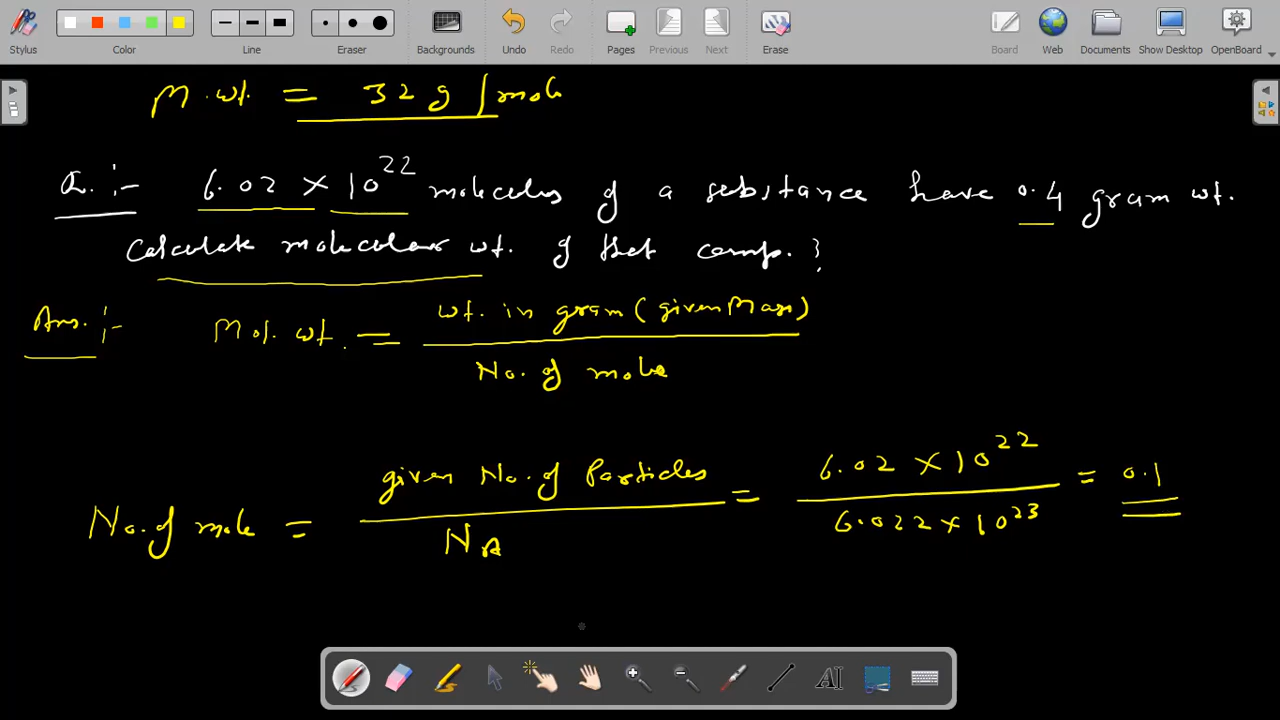 Stylus Color Line Eraser Backgrounds Undo Redo Pages Previous Next Erase Board Web Documents Show Desktop OpenBoard
M.wt. = 32 g/mole
Q. :- 6.02 × 10^22 molecules of a substance have 0.4 gram wt.
Calculate molecular wt. of that comp. ?
Ans. :- Mol. wt. = wt. in gram (given Mass) / No. of mole
No. of mole = given No. of Particles / N_A = 6.02 × 10^22 / 6.022 × 10^23 = 0.1
AI